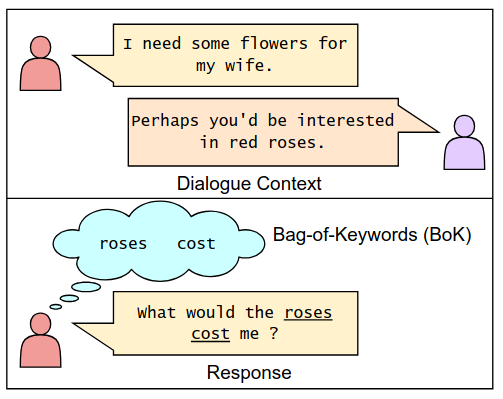 I need some flowers for
my wife.
Perhaps you'd be interested
in red roses.
Dialogue Context
roses cost
Bag-of-Keywords (BoK)
What would the roses
cost me ?
Response